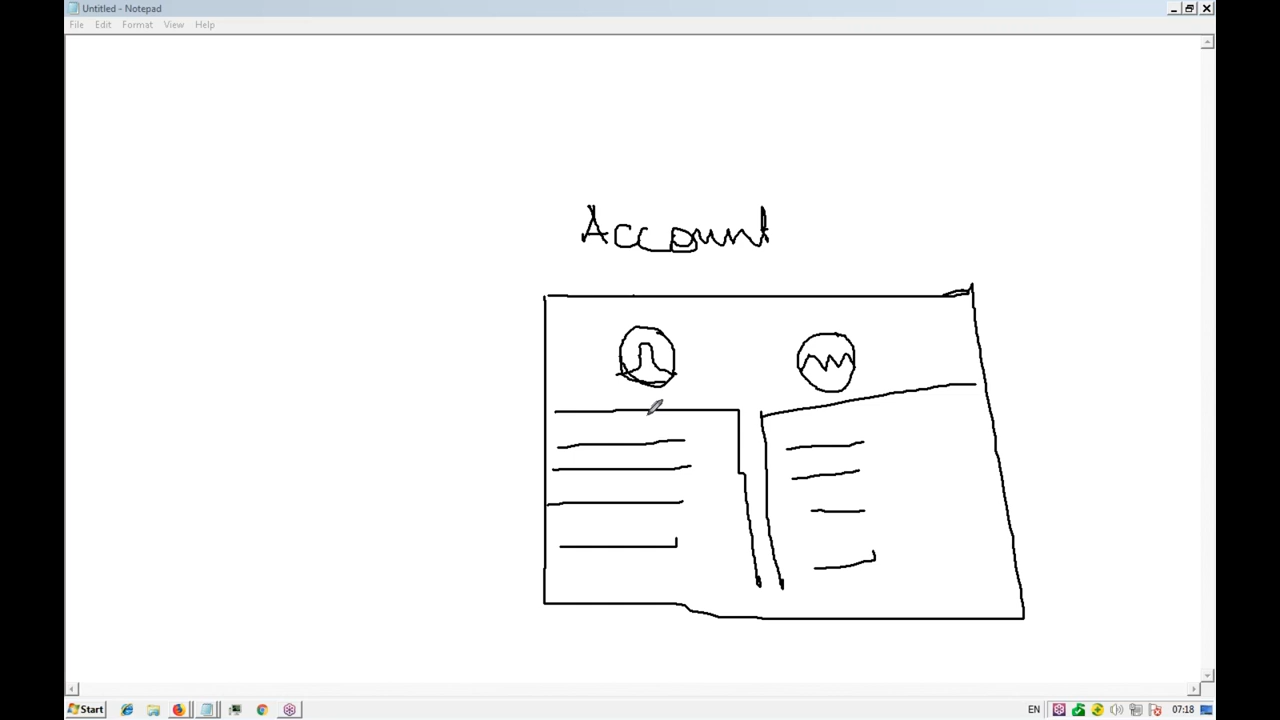 Untitled - Notepad
File Edit Format View Help
Account
Start
EN 07:18